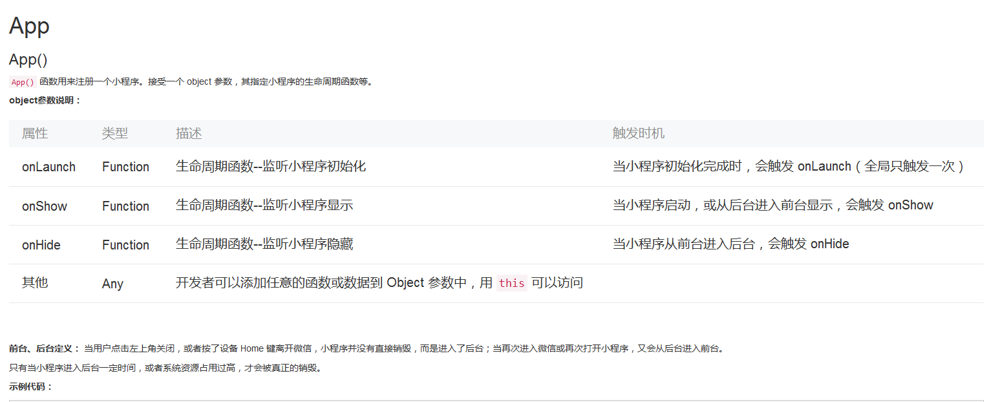 App
App()
App() 函数用来注册一个小程序。接受一个 object 参数，其指定小程序的生命周期函数等。
object参数说明：
属性 类型 描述 触发时机
onLaunch Function 生命周期函数--监听小程序初始化 当小程序初始化完成时，会触发 onLaunch（全局只触发一次）
onShow Function 生命周期函数--监听小程序显示 当小程序启动，或从后台进入前台显示，会触发 onShow
onHide Function 生命周期函数--监听小程序隐藏 当小程序从前台进入后台，会触发 onHide
其他 Any 开发者可以添加任意的函数或数据到 Object 参数中，用 this 可以访问
前台、后台定义： 当用户点击左上角关闭，或者按了设备 Home 键离开微信，小程序并没有直接销毁，而是进入了后台；当再次进入微信或再次打开小程序，又会从后台进入前台。
只有当小程序进入后台一定时间，或者系统资源占用过高，才会被真正的销毁。
示例代码：